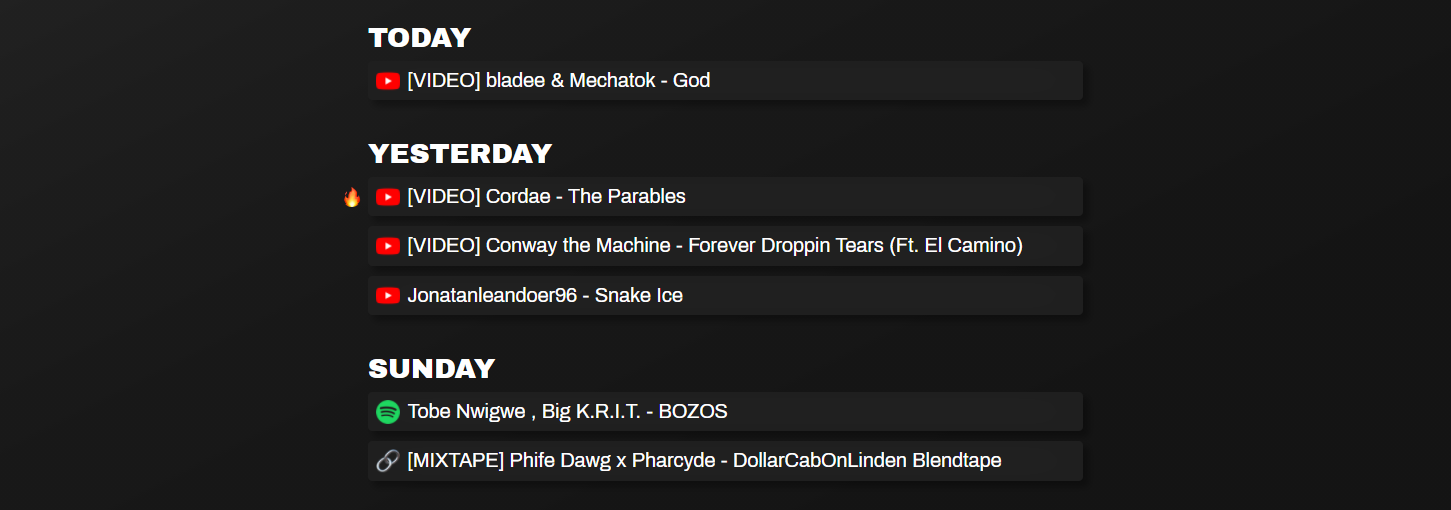 TODAY
[VIDEO] bladee & Mechatok - God
YESTERDAY
[VIDEO] Cordae - The Parables
[VIDEO] Conway the Machine - Forever Droppin Tears (Ft. El Camino)
Jonatanleandoer96 - Snake Ice
SUNDAY
Tobe Nwigwe , Big K.R.I.T. - BOZOS
[MIXTAPE] Phife Dawg x Pharcyde - DollarCabOnLinden Blendtape